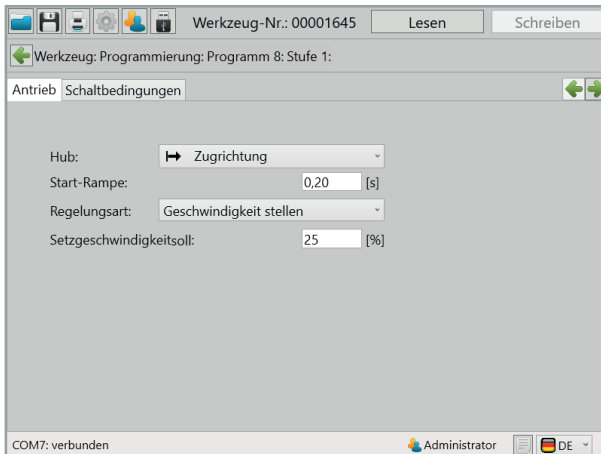 Werkzeug-Nr.: 00001645 Lesen Schreiben
Werkzeug: Programmierung: Programm 8: Stufe 1:
Antrieb Schaltbedingungen
Hub: Zugrichtung
Start-Rampe: 0,20 [s]
Regelungsart: Geschwindigkeit stellen
Setzgeschwindigkeitsoll: 25 [%]
COM7: verbunden Administrator DE